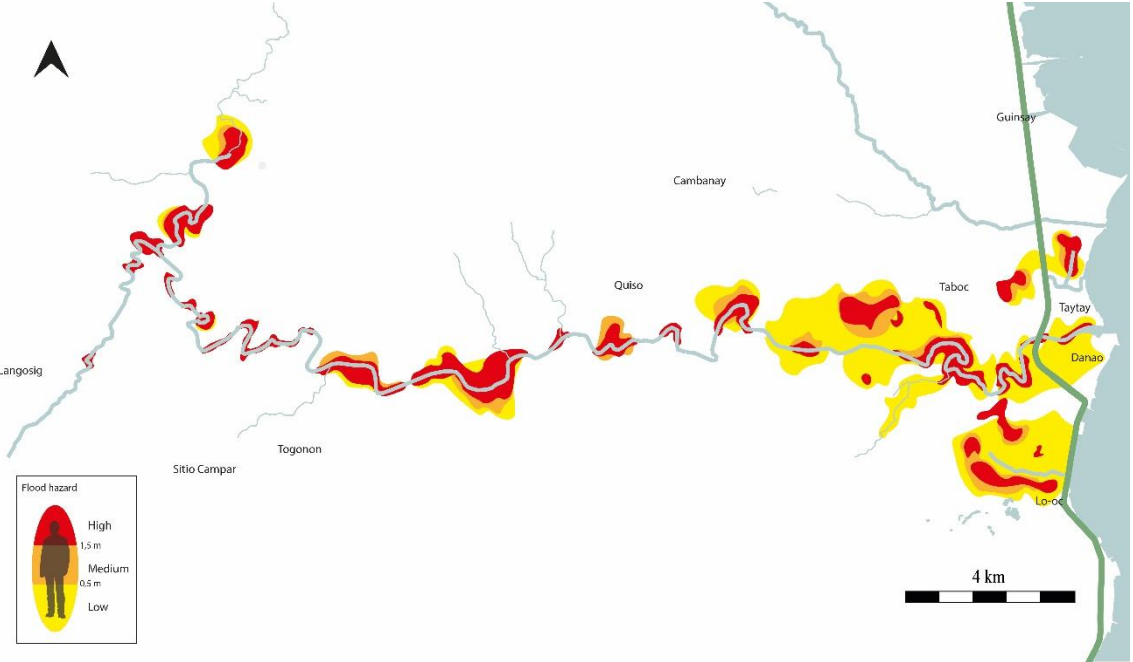 Guinsay
Cambanay
Quiso
Taboc
Taytay
Danao
Langosig
Togonon
Sitio Campar
Lo-oc
Flood hazard
High
1,5 m
Medium
0,5 m
Low
4 km